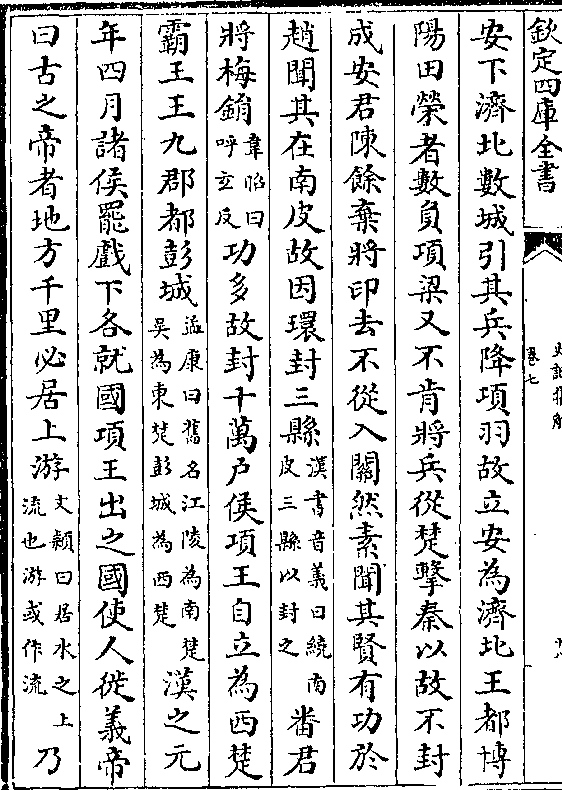 欽定四庫全書
卷七
安下濟北數城引其兵降項羽故立安為濟北王都博
陽田榮者數負項梁又不肯將兵從楚擊秦以故不封
成安君陳餘棄將印去不從入關然素聞其賢有功於
趙聞其在南皮故因環封三縣漢書音義曰繞南皮三縣以封之番君
將梅鋗韋昭曰呼玄反功多故封十萬户侯項王自立為西楚
霸王王九郡都彭城孟康曰舊名江陵為南楚吳為東楚彭城為西楚漢之元
年四月諸侯罷戲下各就國項王出之國使人徙義帝
曰古之帝者地方千里必居上游文穎曰居水之上流也游或作流乃